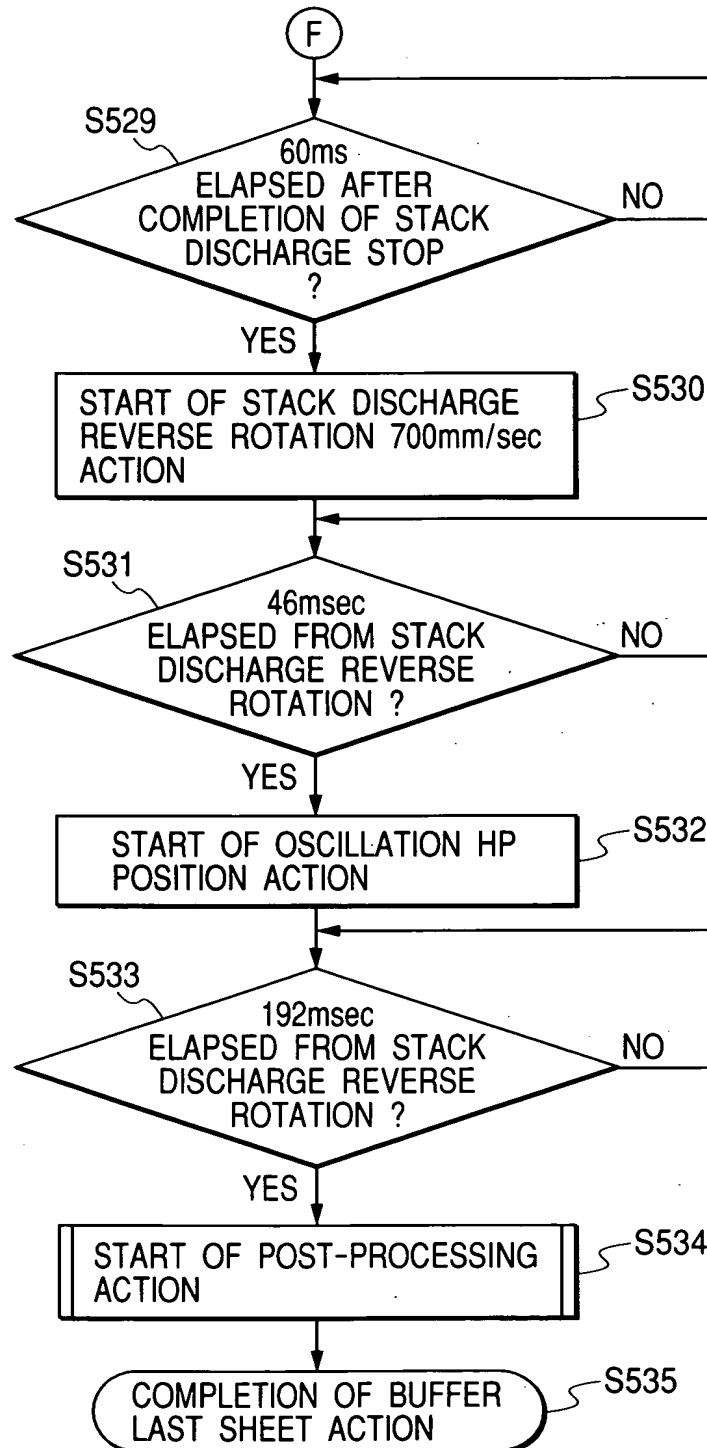 F
S529
60ms
ELAPSED AFTER
COMPLETION OF STACK
DISCHARGE STOP
?
NO
YES
START OF STACK DISCHARGE
REVERSE ROTATION 700mm/sec
ACTION
S530
S531
46msec
ELAPSED FROM STACK
DISCHARGE REVERSE
ROTATION ?
NO
YES
START OF OSCILLATION HP
POSITION ACTION
S532
S533
192msec
ELAPSED FROM STACK
DISCHARGE REVERSE
ROTATION ?
NO
YES
START OF POST-PROCESSING
ACTION
S534
COMPLETION OF BUFFER
LAST SHEET ACTION
S535